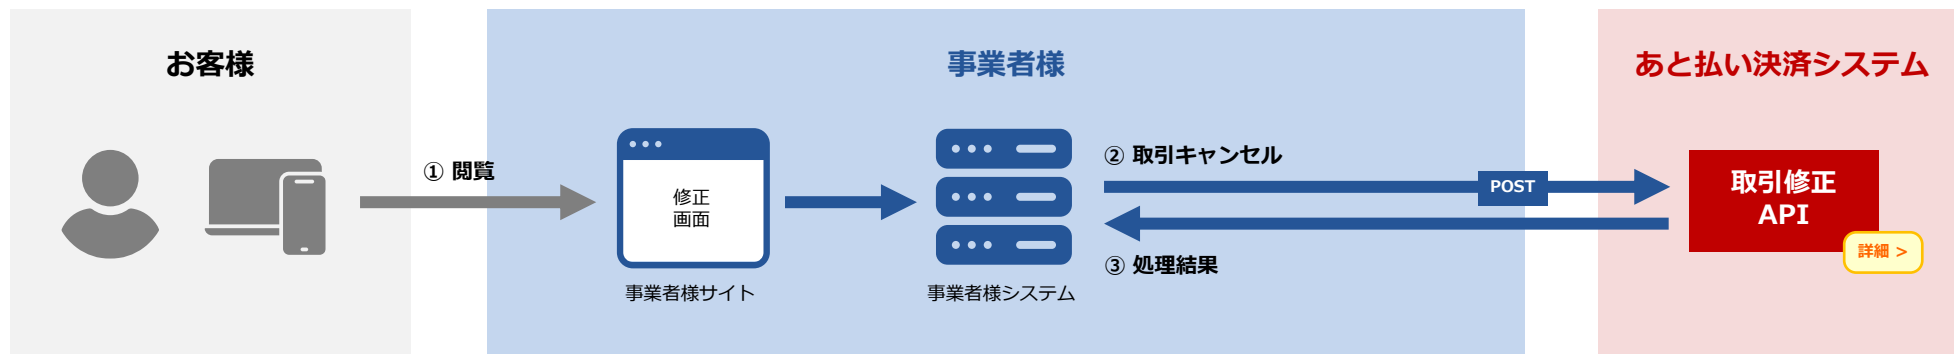 お客様
事業者様
あと払い決済システム
① 閲覧
修正
画面
事業者様サイト
事業者様システム
② 取引キャンセル
POST
③ 処理結果
取引修正
API
詳細 >